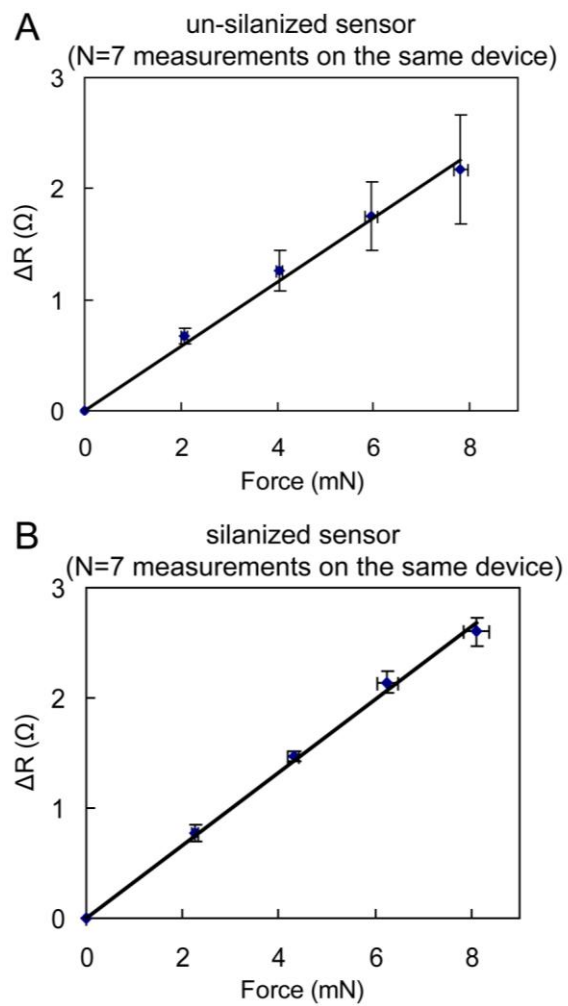 A
un-silanized sensor
(N=7 measurements on the same device)
3
2
1
0
ΔR (Ω)
0 2 4 6 8
Force (mN)
B
silanized sensor
(N=7 measurements on the same device)
3
2
1
0
ΔR (Ω)
0 2 4 6 8
Force (mN)